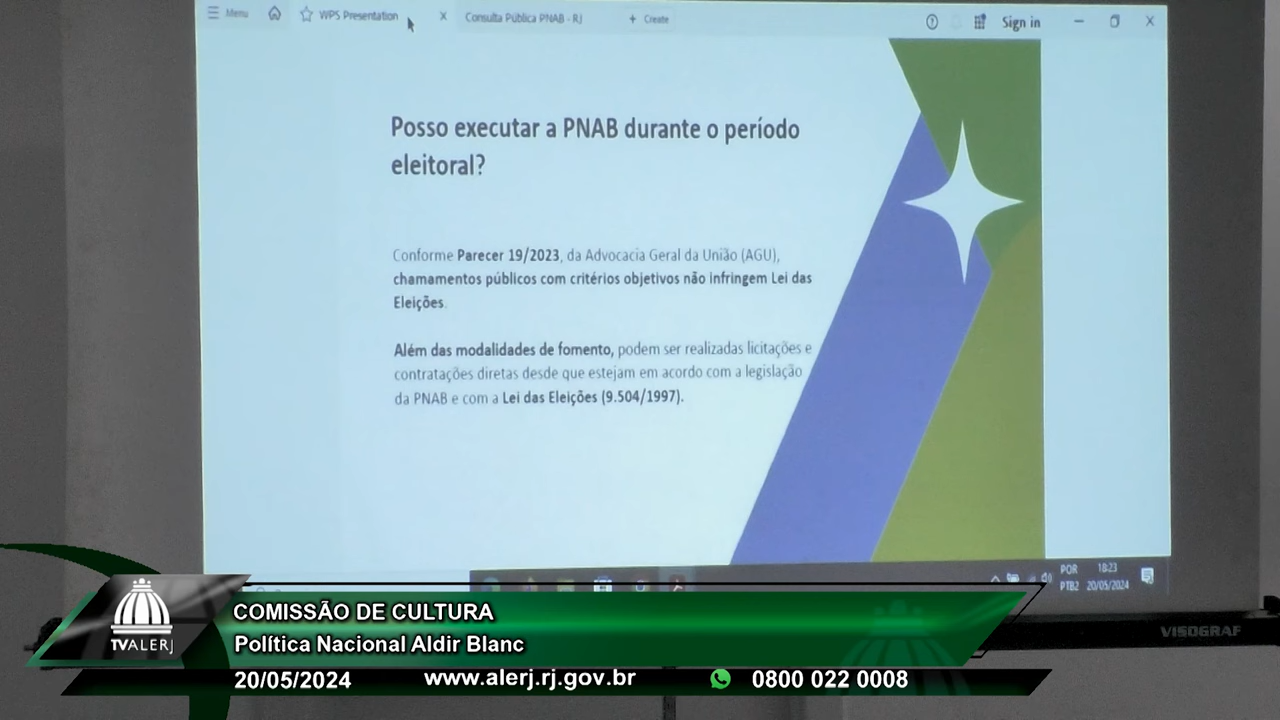 Menu
WPS Presentation
X
Consulta Pública PNAB - RJ
+ Create
Sign in
Posso executar a PNAB durante o período
eleitoral?
Conforme Parecer 19/2023, da Advocacia Geral da União (AGU),
chamamentos públicos com critérios objetivos não infringem Lei das
Eleições.
Além das modalidades de fomento, podem ser realizadas licitações e
contratações diretas desde que estejam em acordo com a legislação
da PNAB e com a Lei das Eleições (9.504/1997).
POR
PTB2
18:23
20/05/2024
VISOGRAF
TVALERJ
COMISSÃO DE CULTURA
Política Nacional Aldir Blanc
20/05/2024
www.alerj.rj.gov.br
0800 022 0008